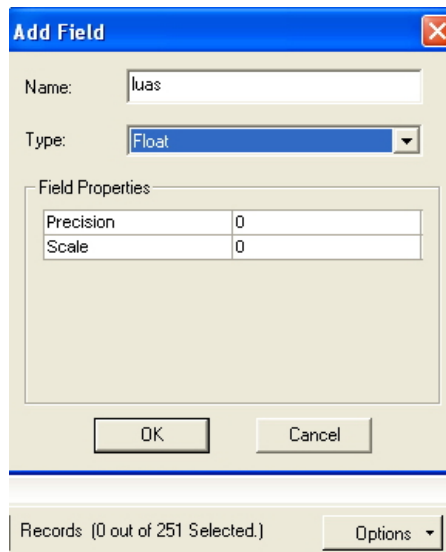 Add Field
Name: luas
Type: Float
Field Properties
Precision 0
Scale 0
OK Cancel
Records (0 out of 251 Selected.) Options